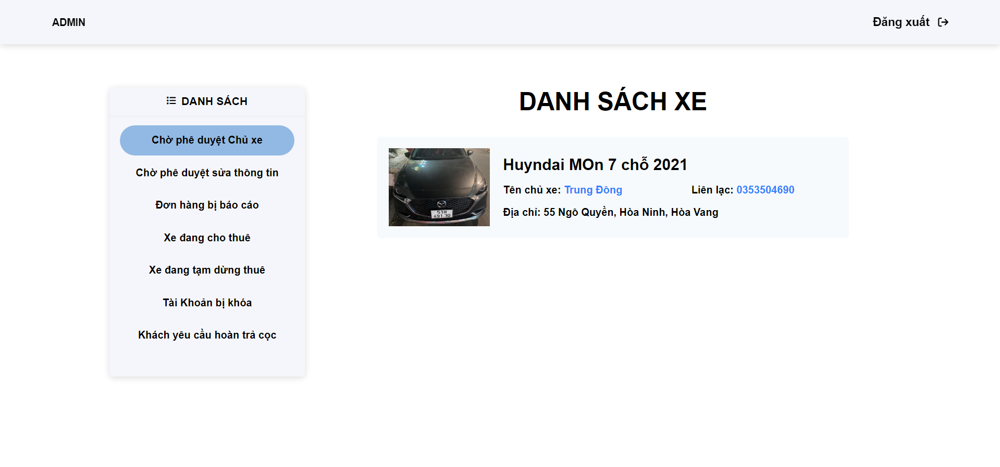 ADMIN
Đăng xuất
DANH SÁCH
Chờ phê duyệt Chủ xe
Chờ phê duyệt sửa thông tin
Đơn hàng bị báo cáo
Xe đang cho thuê
Xe đang tạm dừng thuê
Tài Khoản bị khóa
Khách yêu cầu hoàn trả cọc
DANH SÁCH XE
51H
491.30
Huyndai MOn 7 chỗ 2021
Tên chủ xe: Trung Đông
Liên lạc: 0353504690
Địa chỉ: 55 Ngô Quyền, Hòa Ninh, Hòa Vang